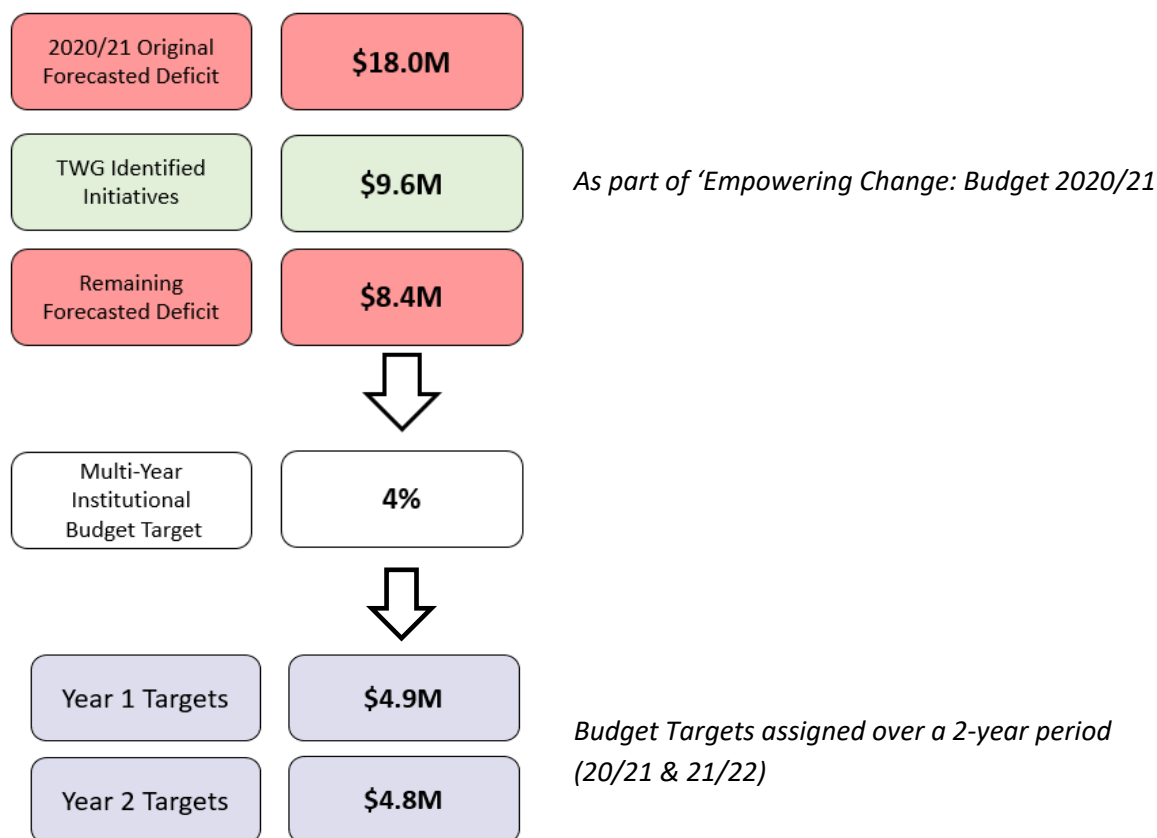 2020/21 Original
Forecasted Deficit
$18.0M
TWG Identified
Initiatives
$9.6M
As part of ‘Empowering Change: Budget 2020/21
Remaining
Forecasted Deficit
$8.4M
Multi-Year
Institutional
Budget Target
4%
Year 1 Targets
$4.9M
Budget Targets assigned over a 2-year period
(20/21 & 21/22)
Year 2 Targets
$4.8M